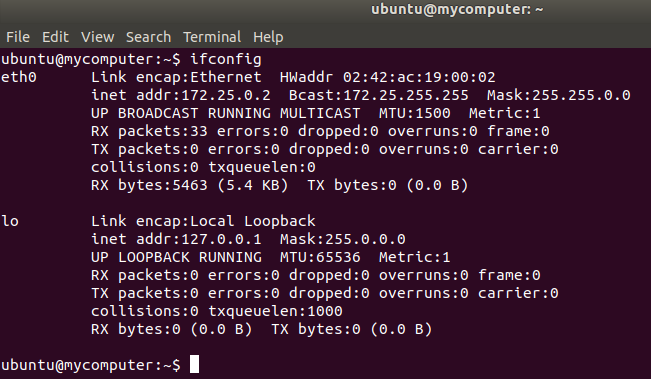 ubuntu@mycomputer: ~
File Edit View Search Terminal Help
ubuntu@mycomputer:~$ ifconfig
eth0      Link encap:Ethernet  HWaddr 02:42:ac:19:00:02
          inet addr:172.25.0.2  Bcast:172.25.255.255  Mask:255.255.0.0
          UP BROADCAST RUNNING MULTICAST  MTU:1500  Metric:1
          RX packets:33 errors:0 dropped:0 overruns:0 frame:0
          TX packets:0 errors:0 dropped:0 overruns:0 carrier:0
          collisions:0 txqueuelen:0
          RX bytes:5463 (5.4 KB)  TX bytes:0 (0.0 B)
lo        Link encap:Local Loopback
          inet addr:127.0.0.1  Mask:255.0.0.0
          UP LOOPBACK RUNNING  MTU:65536  Metric:1
          RX packets:0 errors:0 dropped:0 overruns:0 frame:0
          TX packets:0 errors:0 dropped:0 overruns:0 carrier:0
          collisions:0 txqueuelen:1000
          RX bytes:0 (0.0 B)  TX bytes:0 (0.0 B)
ubuntu@mycomputer:~$